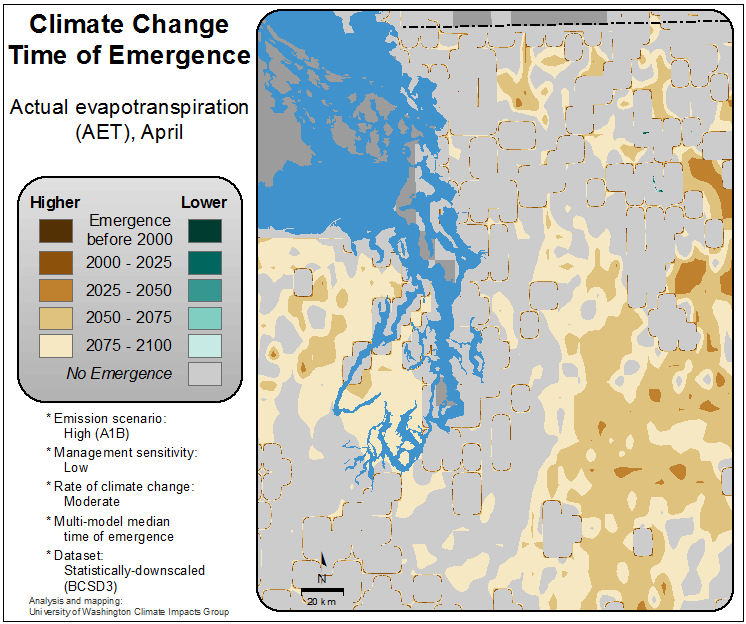 Climate Change
Time of Emergence
Actual evapotranspiration
(AET), April
Higher Lower
Emergence
before 2000
2000 - 2025
2025 - 2050
2050 - 2075
2075 - 2100
No Emergence
* Emission scenario:
High (A1B)
* Management sensitivity:
Low
* Rate of climate change:
Moderate
* Multi-model median
time of emergence
* Dataset:
Statistically-downscaled
(BCSD3)
Analysis and mapping:
University of Washington Climate Impacts Group
N
20 km